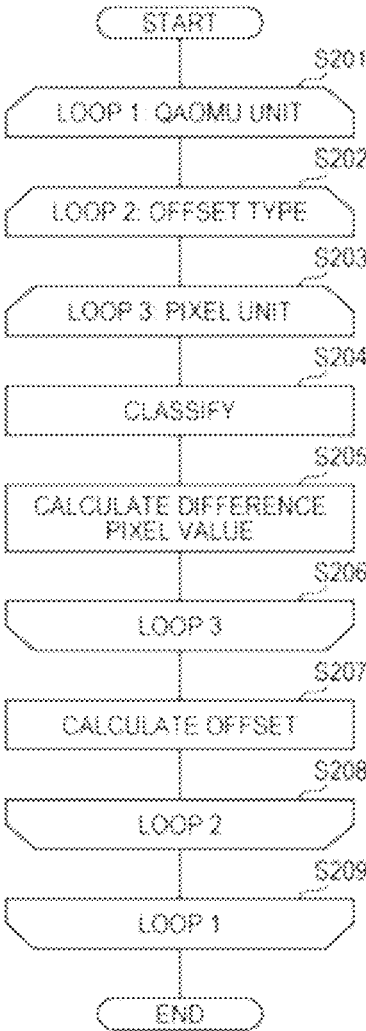 START
S201
LOOP 1: QAOMU UNIT
S202
LOOP 2: OFFSET TYPE
S203
LOOP 3: PIXEL UNIT
S204
CLASSIFY
S205
CALCULATE DIFFERENCE
PIXEL VALUE
S206
LOOP 3
S207
CALCULATE OFFSET
S208
LOOP 2
S209
LOOP 1
END